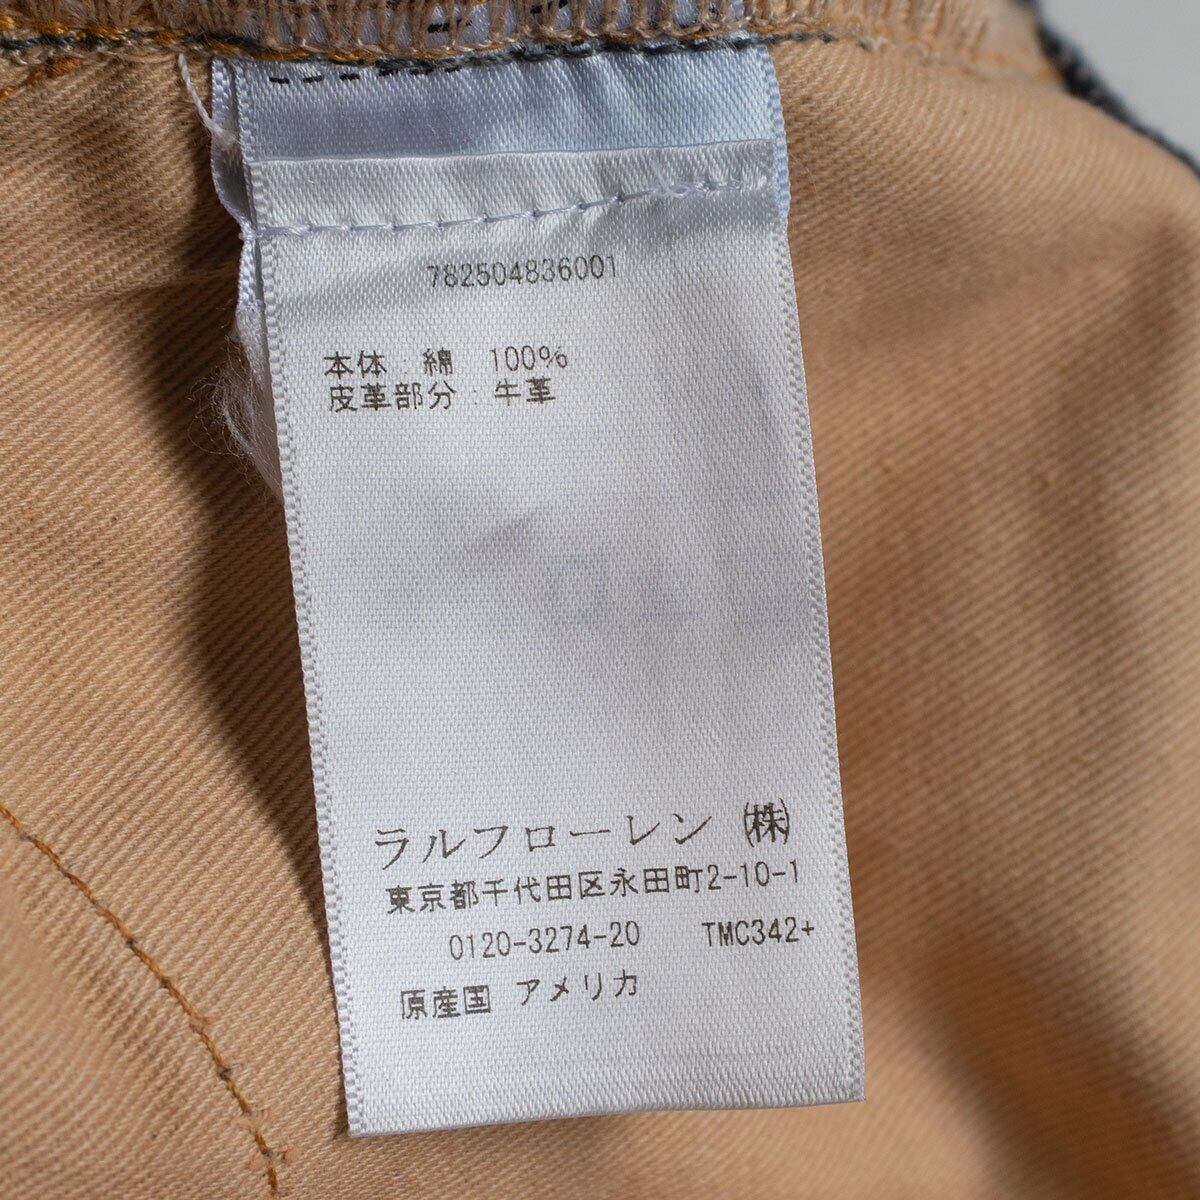 782504836001
本体 : 綿 100%
皮革部分 : 牛革
ラルフローレン ㈱
東京都千代田区永田町2-10-1
0120-3274-20 TMC342+
原産国 アメリカ